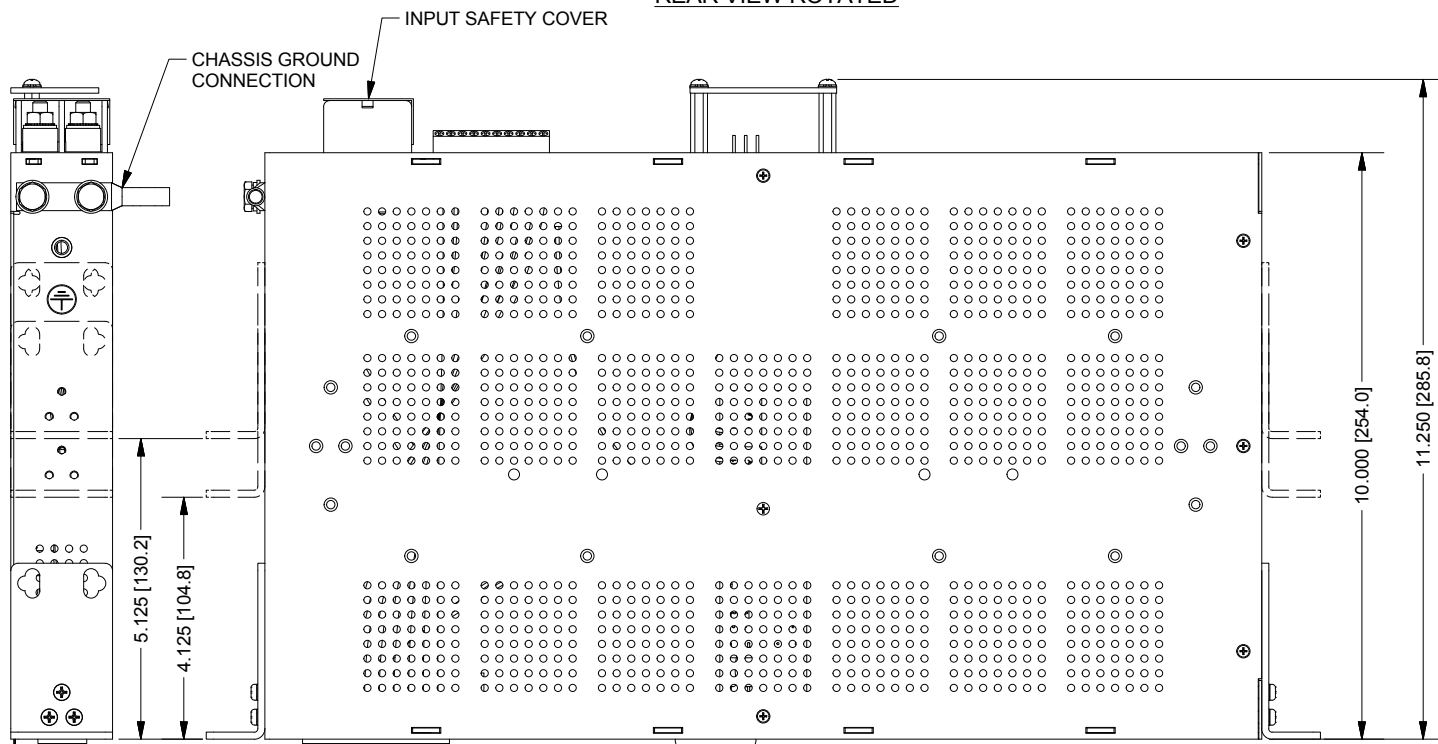 REAR VIEW ROTATED
INPUT SAFETY COVER
CHASSIS GROUND
CONNECTION
5.125 [130.2]
4.125 [104.8]
10.000 [254.0]
11.250 [285.8]